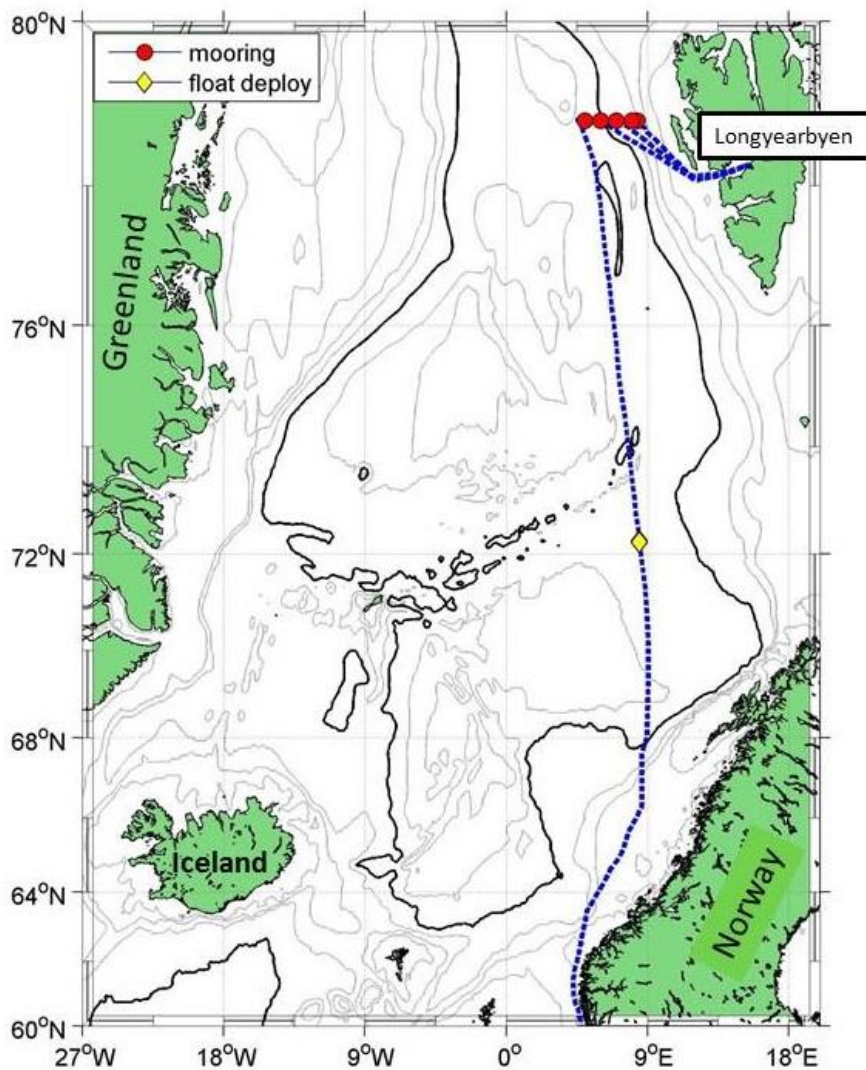 80°N
mooring
float deploy
Longyearbyen
Greenland
76°N
72°N
68°N
Iceland
64°N
Norway
60°N
27°W 18°W 9°W 0° 9°E 18°E